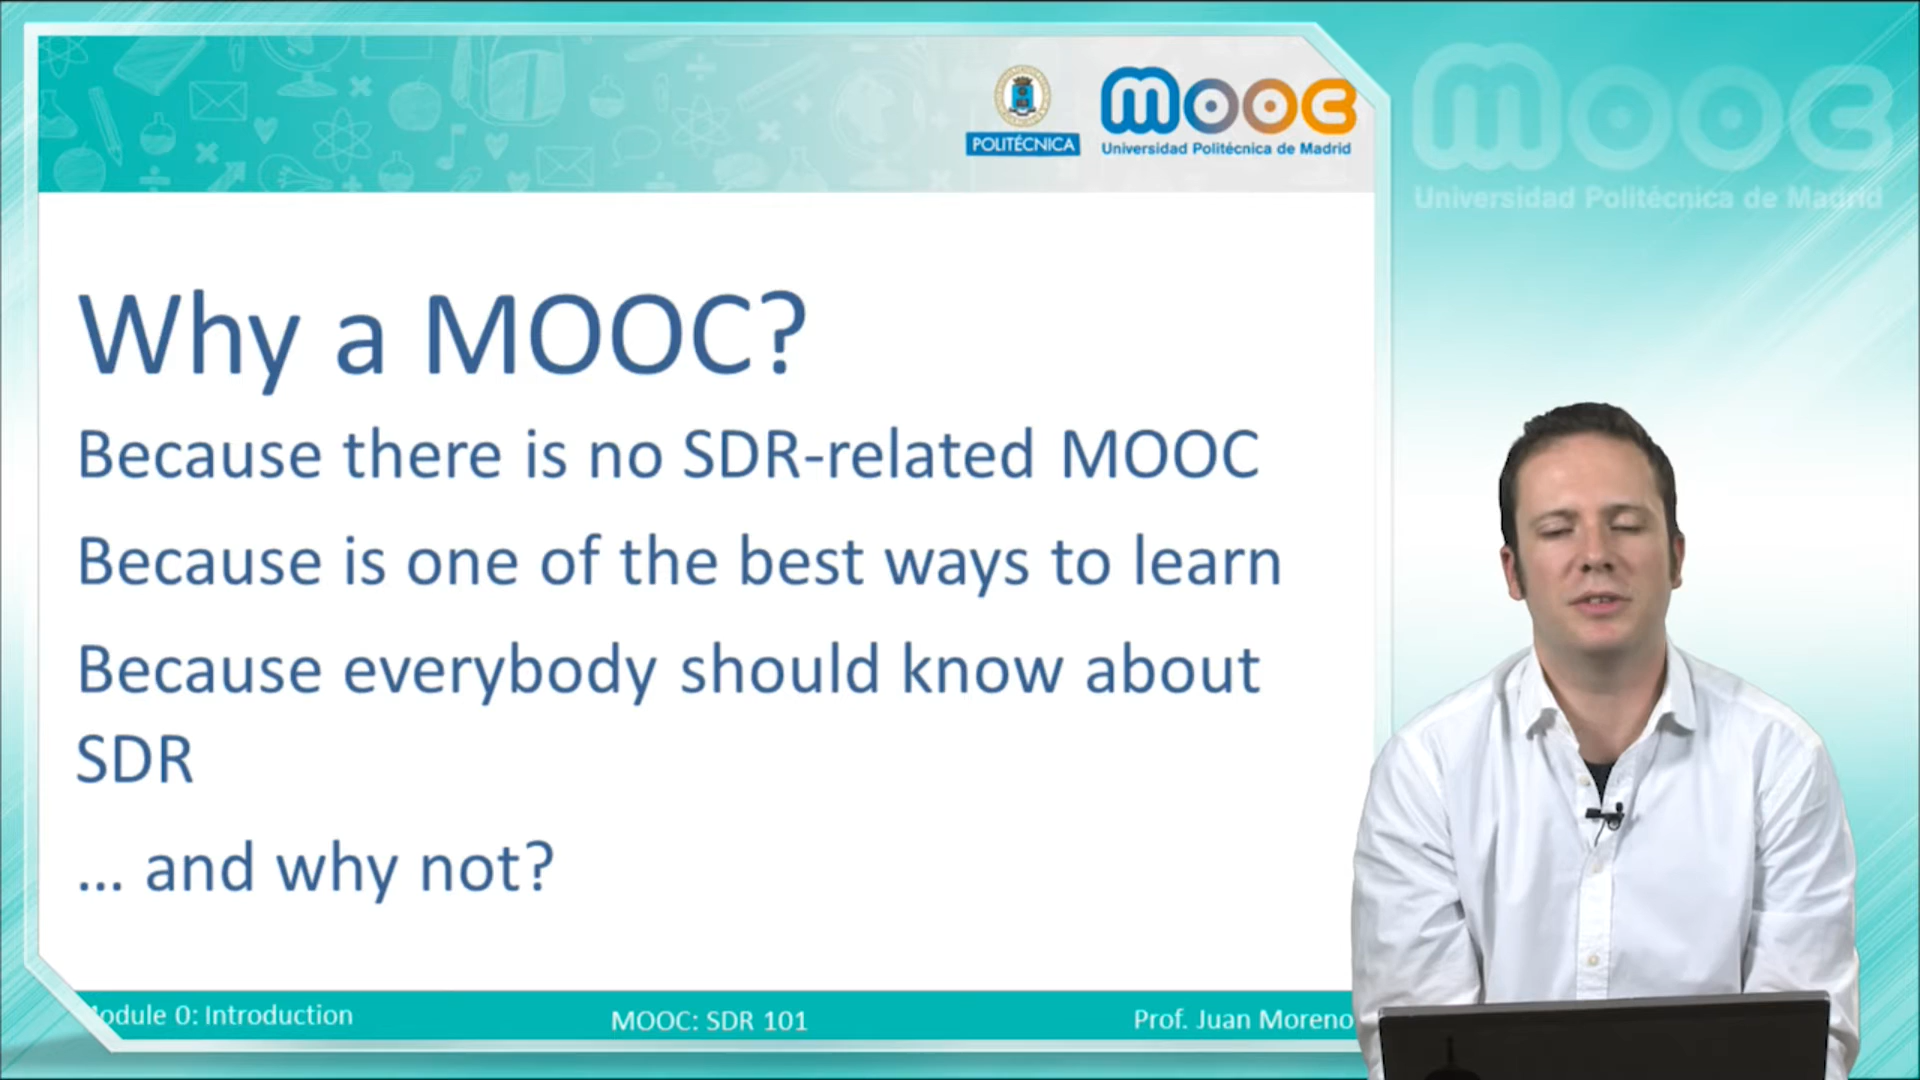 POLITÉCNICA
mooc
Universidad Politécnica de Madrid
mooc
Universidad Politécnica de Madrid
Why a MOOC?
Because there is no SDR-related MOOC
Because is one of the best ways to learn
Because everybody should know about
SDR
... and why not?
Module 0: Introduction
MOOC: SDR 101
Prof. Juan Moreno